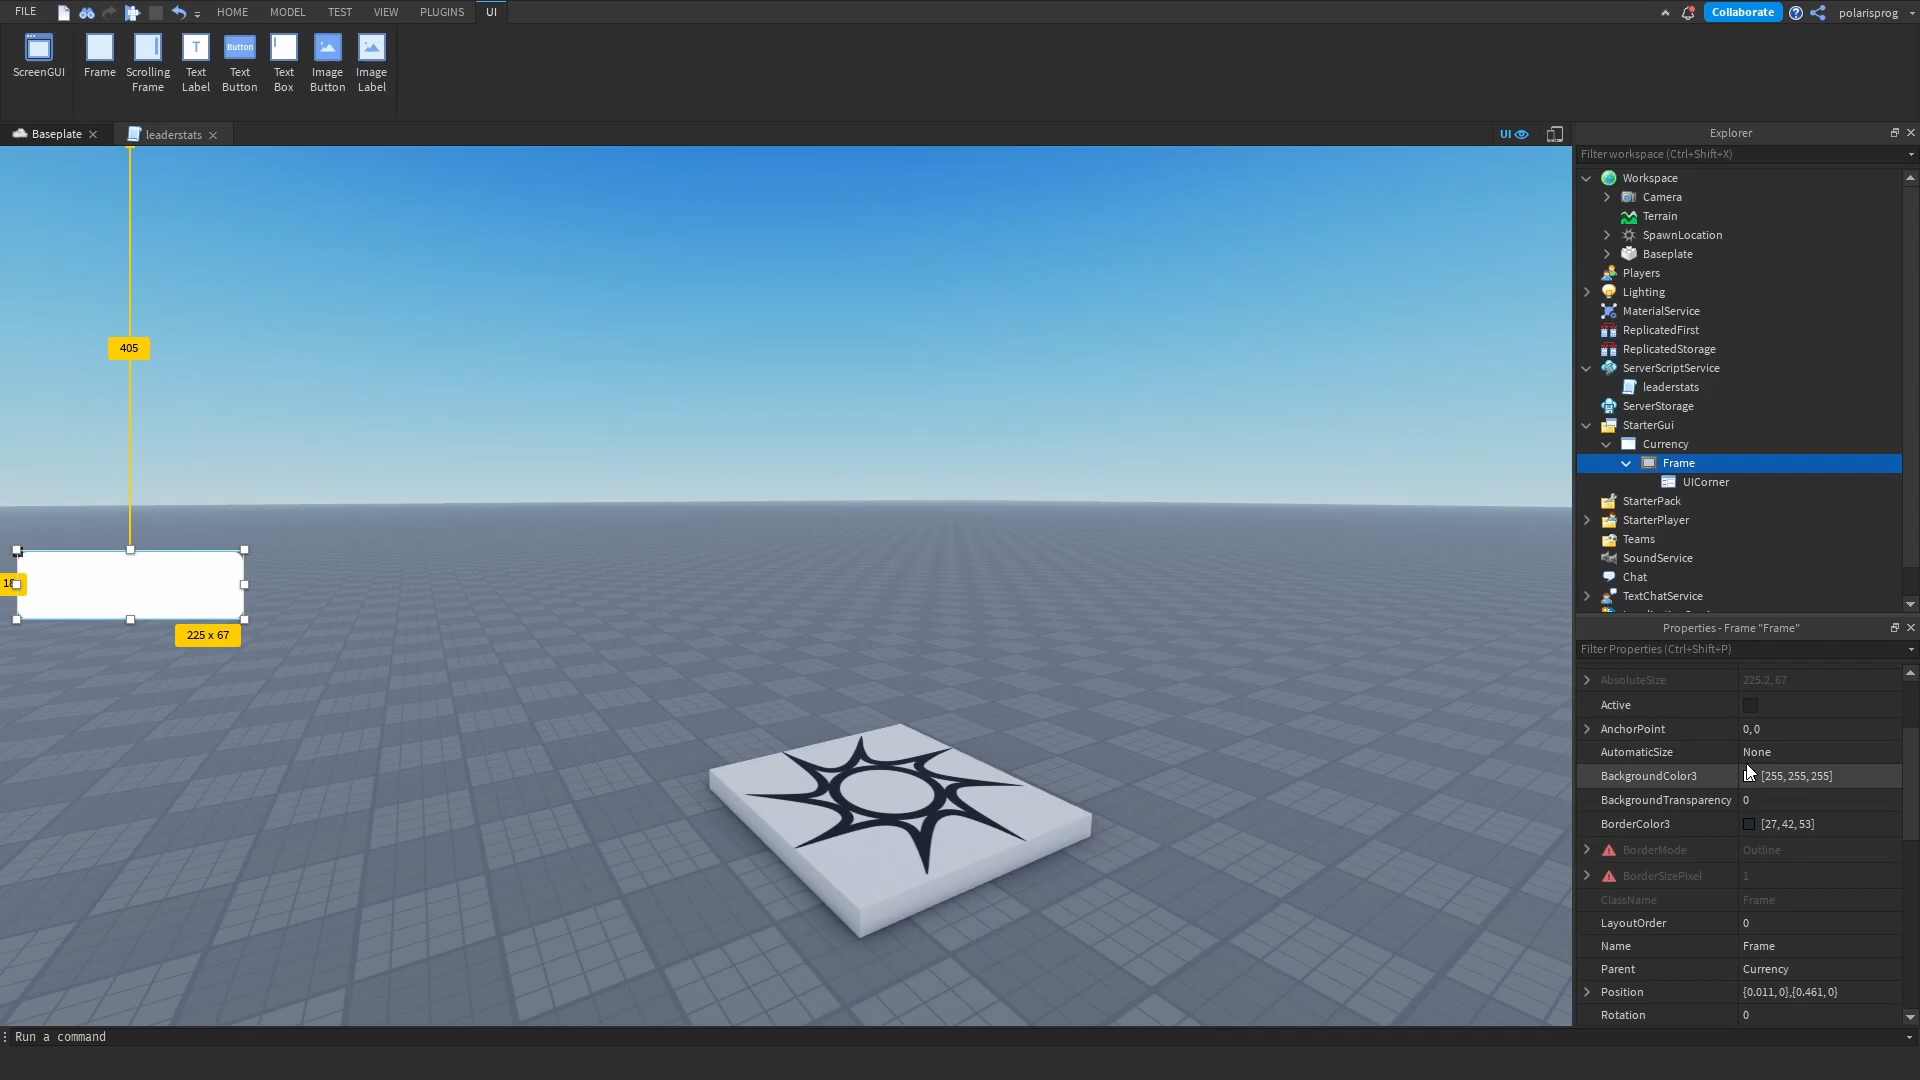 FILE
HOME
MODEL
TEST
VIEW
PLUGINS
UI
Collaborate
polarisprog
ScreenGUI
Frame
Scrolling
Frame
T
Text
Label
Button
Text
Button
Text
Box
Image
Button
Image
Label
Baseplate
leaderstats
UI
405
225 x 67
Explorer
Filter workspace (Ctrl+Shift+X)
Workspace
Camera
Terrain
SpawnLocation
Baseplate
Players
Lighting
MaterialService
ReplicatedFirst
ReplicatedStorage
ServerScriptService
leaderstats
ServerStorage
StarterGui
Currency
Frame
UICorner
StarterPack
StarterPlayer
Teams
SoundService
Chat
TextChatService
Properties - Frame "Frame"
Filter Properties (Ctrl+Shift+P)
AbsoluteSize 225.2, 67
Active
AnchorPoint 0, 0
AutomaticSize None
BackgroundColor3 [255, 255, 255]
BackgroundTransparency 0
BorderColor3 [27, 42, 53]
BorderMode Outline
BorderSizePixel 1
ClassName Frame
LayoutOrder 0
Name Frame
Parent Currency
Position {0.011, 0},{0.461, 0}
Rotation 0
Run a command